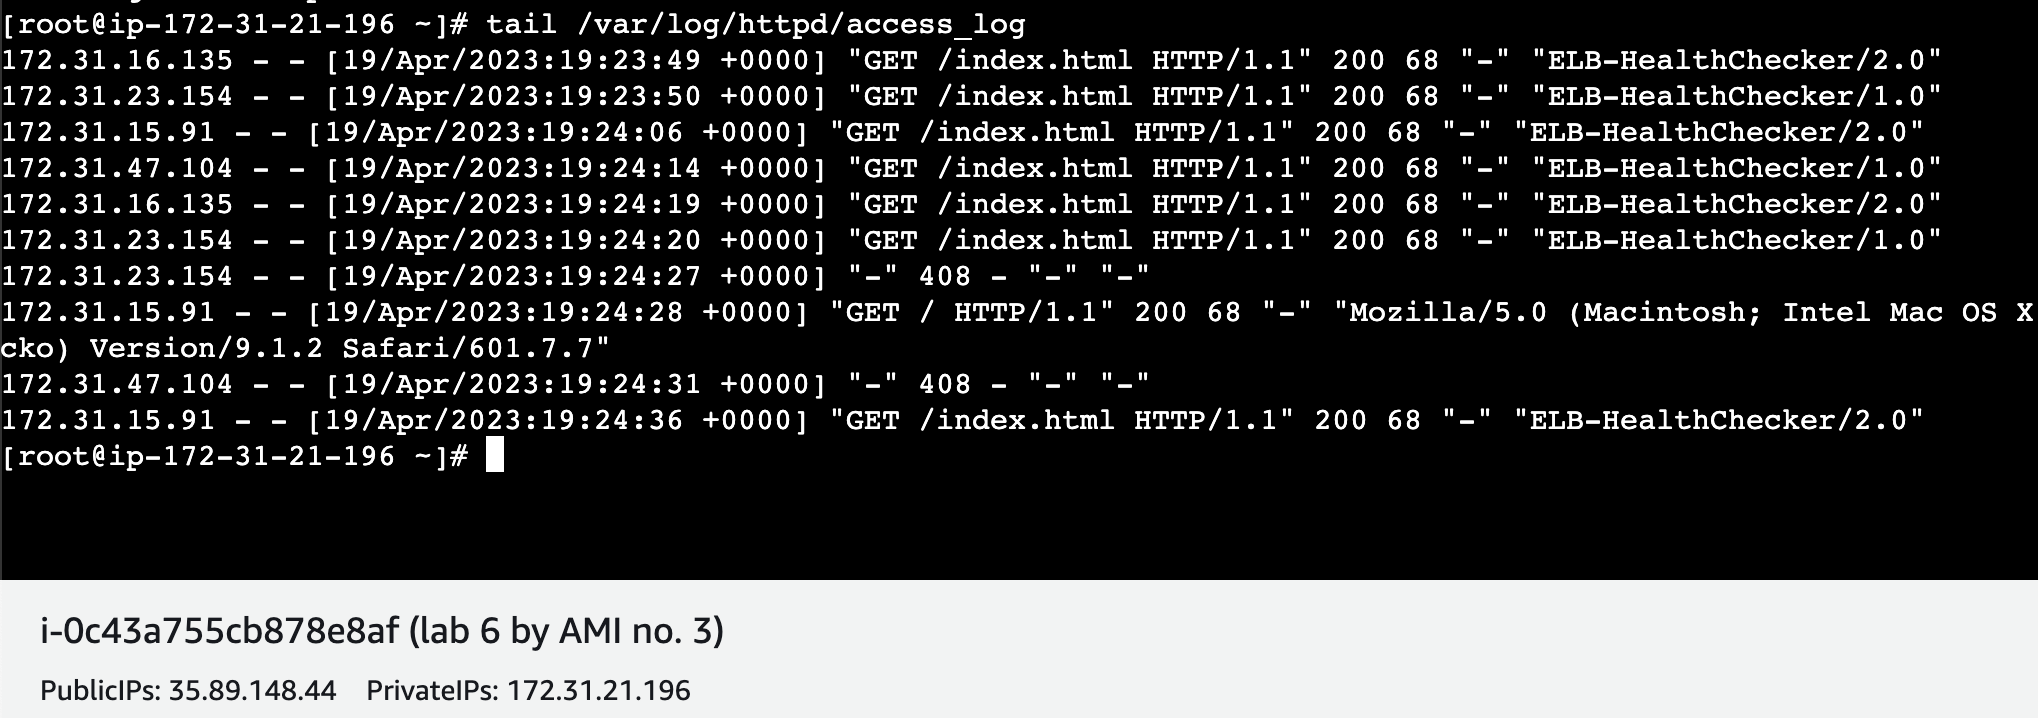 [root@ip-172-31-21-196 ~]# tail /var/log/httpd/access_log
172.31.16.135 - - [19/Apr/2023:19:23:49 +0000] "GET /index.html HTTP/1.1" 200 68 "-" "ELB-HealthChecker/2.0"
172.31.23.154 - - [19/Apr/2023:19:23:50 +0000] "GET /index.html HTTP/1.1" 200 68 "-" "ELB-HealthChecker/1.0"
172.31.15.91 - - [19/Apr/2023:19:24:06 +0000] "GET /index.html HTTP/1.1" 200 68 "-" "ELB-HealthChecker/2.0"
172.31.47.104 - - [19/Apr/2023:19:24:14 +0000] "GET /index.html HTTP/1.1" 200 68 "-" "ELB-HealthChecker/1.0"
172.31.16.135 - - [19/Apr/2023:19:24:19 +0000] "GET /index.html HTTP/1.1" 200 68 "-" "ELB-HealthChecker/2.0"
172.31.23.154 - - [19/Apr/2023:19:24:20 +0000] "GET /index.html HTTP/1.1" 200 68 "-" "ELB-HealthChecker/1.0"
172.31.23.154 - - [19/Apr/2023:19:24:27 +0000] "-" 408 - "-" "-"
172.31.15.91 - - [19/Apr/2023:19:24:28 +0000] "GET / HTTP/1.1" 200 68 "-" "Mozilla/5.0 (Macintosh; Intel Mac OS X
cko) Version/9.1.2 Safari/601.7.7"
172.31.47.104 - - [19/Apr/2023:19:24:31 +0000] "-" 408 - "-" "-"
172.31.15.91 - - [19/Apr/2023:19:24:36 +0000] "GET /index.html HTTP/1.1" 200 68 "-" "ELB-HealthChecker/2.0"
[root@ip-172-31-21-196 ~]#
i-0c43a755cb878e8af (lab 6 by AMI no. 3)
PublicIPs: 35.89.148.44 PrivateIPs: 172.31.21.196